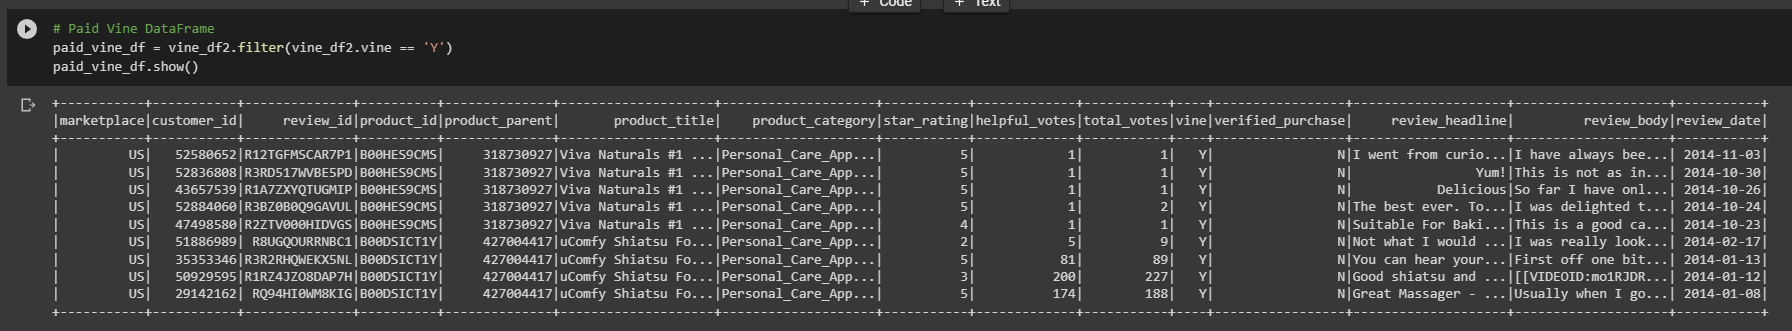 + Code + Text
# Paid Vine DataFrame
paid_vine_df = vine_df2.filter(vine_df2.vine == 'Y')
paid_vine_df.show()
+-----------+-----------+--------------+----------+--------------+--------------------+--------------------+-----------+-------------+-----------+----+-----------------+--------------------+--------------------+-----------+
|marketplace|customer_id|     review_id|product_id|product_parent|       product_title|    product_category|star_rating|helpful_votes|total_votes|vine|verified_purchase|     review_headline|         review_body|review_date|
+-----------+-----------+--------------+----------+--------------+--------------------+--------------------+-----------+-------------+-----------+----+-----------------+--------------------+--------------------+-----------+
|         US|   52580652|R12TGFMSCAR7P1|B00HES9CMS|     318730927|Viva Naturals #1 ...|Personal_Care_App...|          5|            1|          1|   Y|                N|I went from curio...|I have always bee...| 2014-11-03|
|         US|   52836808|R3RD517WVBE5PD|B00HES9CMS|     318730927|Viva Naturals #1 ...|Personal_Care_App...|          5|            1|          1|   Y|                N|                Yum!|This is not as in...| 2014-10-30|
|         US|   43657539|R1A7ZXYQTUGMIP|B00HES9CMS|     318730927|Viva Naturals #1 ...|Personal_Care_App...|          5|            1|          1|   Y|                N|           Delicious|So far I have onl...| 2014-10-26|
|         US|   52884060|R3BZ0B0Q9GAVUL|B00HES9CMS|     318730927|Viva Naturals #1 ...|Personal_Care_App...|          5|            1|          2|   Y|                N|The best ever. To...|I was delighted t...| 2014-10-24|
|         US|   47498580|R2ZTV000HIDVGS|B00HES9CMS|     318730927|Viva Naturals #1 ...|Personal_Care_App...|          4|            1|          1|   Y|                N|Suitable For Baki...|This is a good ca...| 2014-10-23|
|         US|   51886989| R8UGQOURRNBC1|B00DSICT1Y|     427004417|uComfy Shiatsu Fo...|Personal_Care_App...|          2|            5|          9|   Y|                N|Not what I would ...|I was really look...| 2014-02-17|
|         US|   35353346|R3R2RHQWEKX5NL|B00DSICT1Y|     427004417|uComfy Shiatsu Fo...|Personal_Care_App...|          5|           81|         89|   Y|                N|You can hear your...|First off one bit...| 2014-01-13|
|         US|   50929595|R1RZ4JZO8DAP7H|B00DSICT1Y|     427004417|uComfy Shiatsu Fo...|Personal_Care_App...|          3|          200|        227|   Y|                N|Good shiatsu and ...|[[VIDEOID:mo1RJDR...| 2014-01-12|
|         US|   29142162| RQ94HI0WM8KIG|B00DSICT1Y|     427004417|uComfy Shiatsu Fo...|Personal_Care_App...|          5|          174|        188|   Y|                N|Great Massager - ...|Usually when I go...| 2014-01-08|
+-----------+-----------+--------------+----------+--------------+--------------------+--------------------+-----------+-------------+-----------+----+-----------------+--------------------+--------------------+-----------+